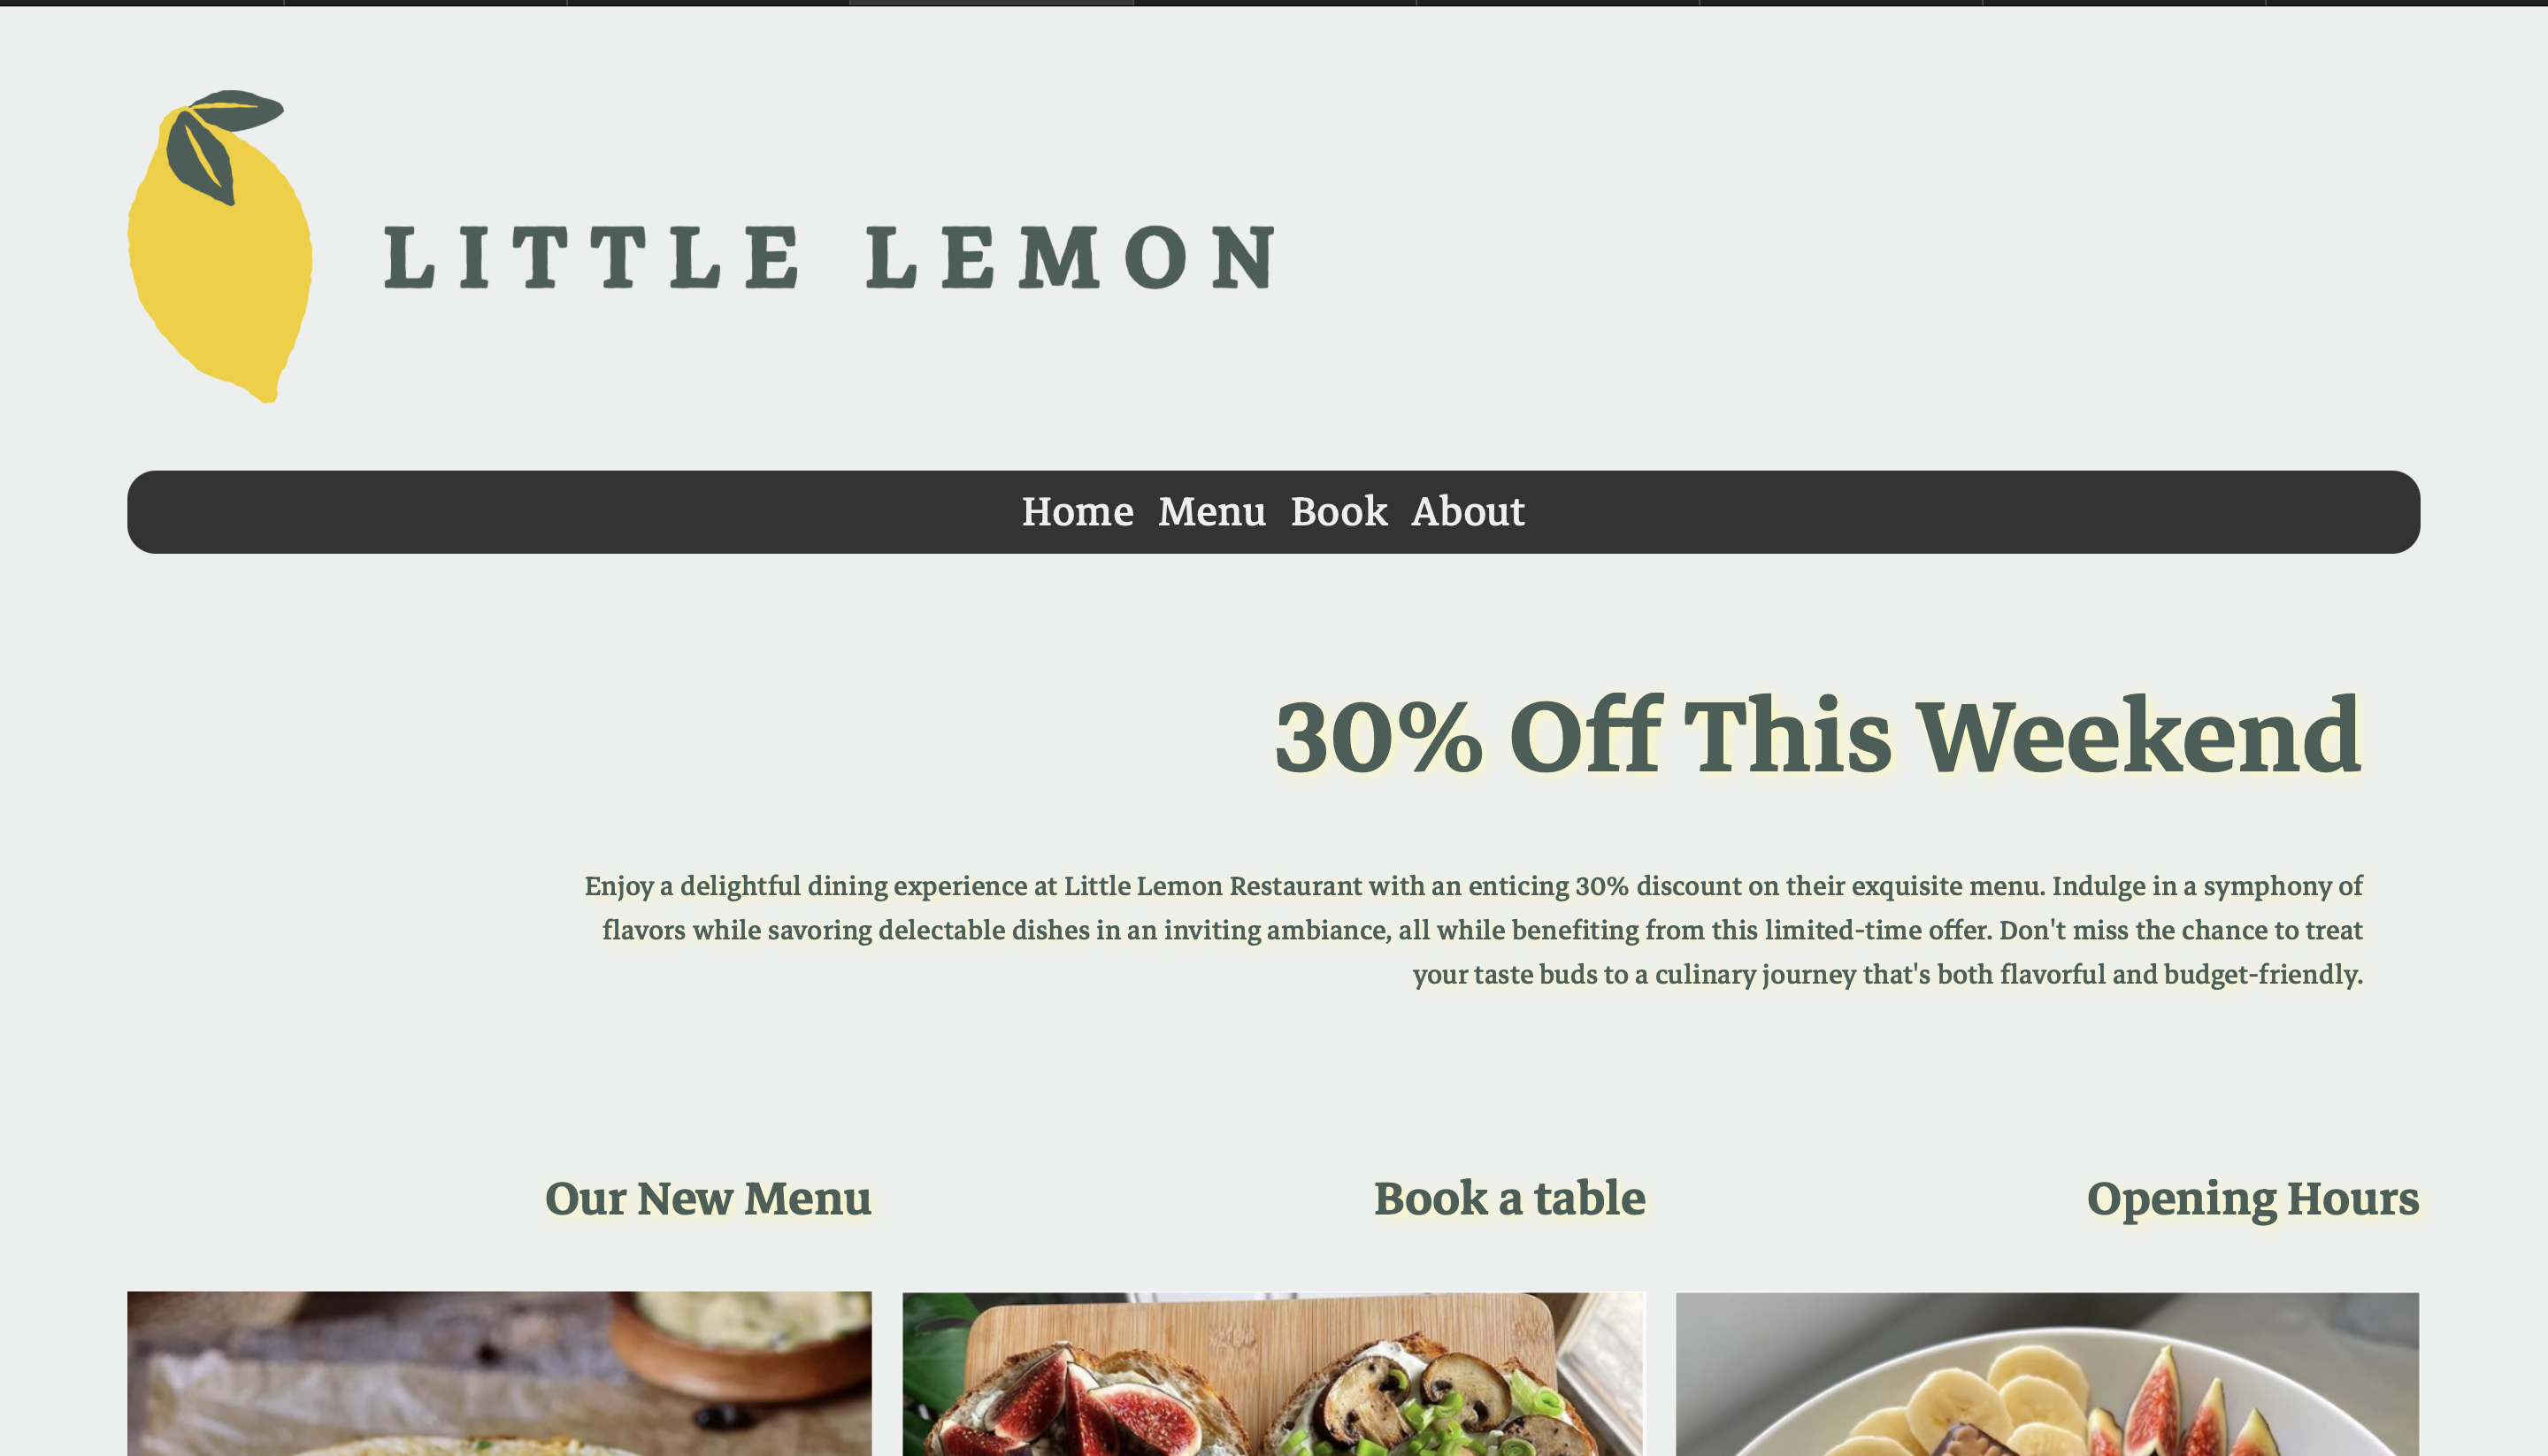 LITTLE LEMON
Home Menu Book About
30% Off This Weekend
Enjoy a delightful dining experience at Little Lemon Restaurant with an enticing 30% discount on their exquisite menu. Indulge in a symphony of
flavors while savoring delectable dishes in an inviting ambiance, all while benefiting from this limited-time offer. Don't miss the chance to treat
your taste buds to a culinary journey that's both flavorful and budget-friendly.
Our New Menu
Book a table
Opening Hours